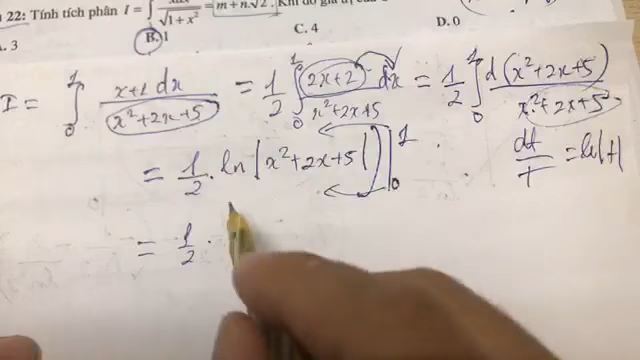 22: Tính tích phân I = ∫ / √1 + x² = m + n√2. Khi đó giá trị của
A. 3 B. 1 C. 4 D. 0
I = ∫₀¹ x+1 dx / x²+2x+5 = 1/2 ∫₀¹ 2x+2 dx / x²+2x+5 = 1/2 ∫₀¹ d(x²+2x+5) / x²+2x+5
= 1/2 . ln |x²+2x+5| |₀¹ . dt/T = ln|t|
= 1/2 .